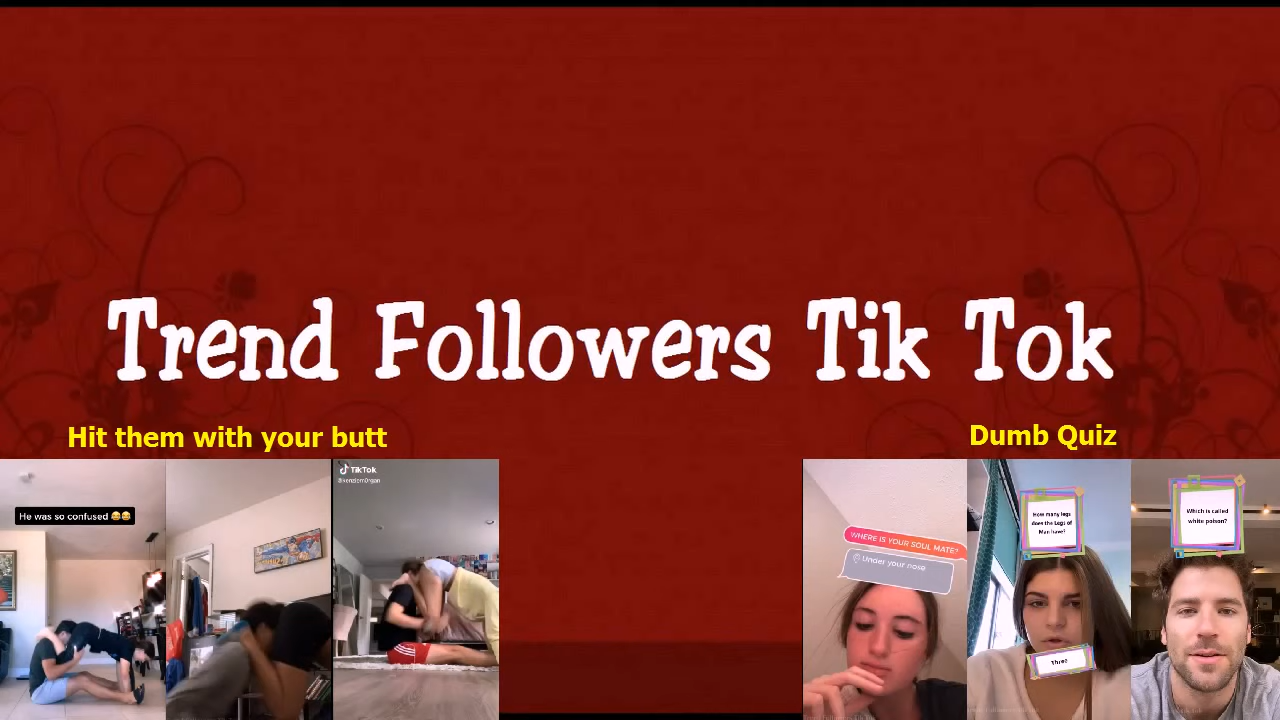 Trend Followers Tik Tok
Hit them with your butt
Dumb Quiz
TikTok
@kenziem0rgan
He was so confused 😂😂
WHERE IS YOUR SOUL MATE?
Under your nose
How many legs
does the Legs of
Man have?
Three
Which is called
white poison?